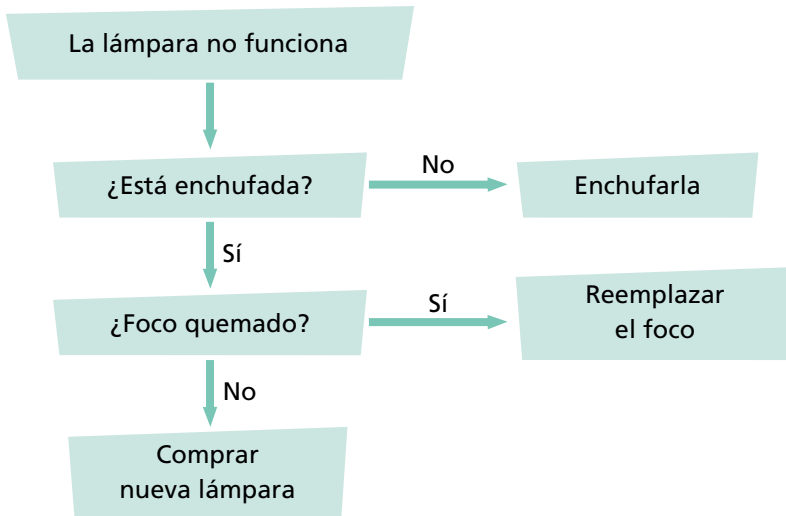 La lámpara no funciona
¿Está enchufada?
No
Enchufarla
Sí
¿Foco quemado?
Sí
Reemplazar
el foco
No
Comprar
nueva lámpara